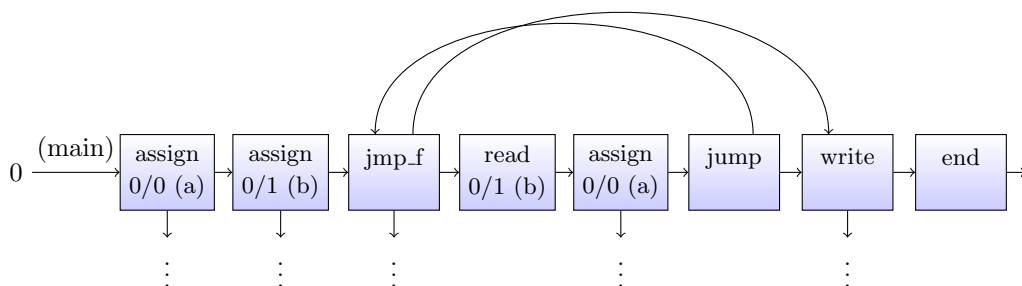 0
(main)
assign
0/0 (a)
assign
0/1 (b)
jmp_f
read
0/1 (b)
assign
0/0 (a)
jump
write
end